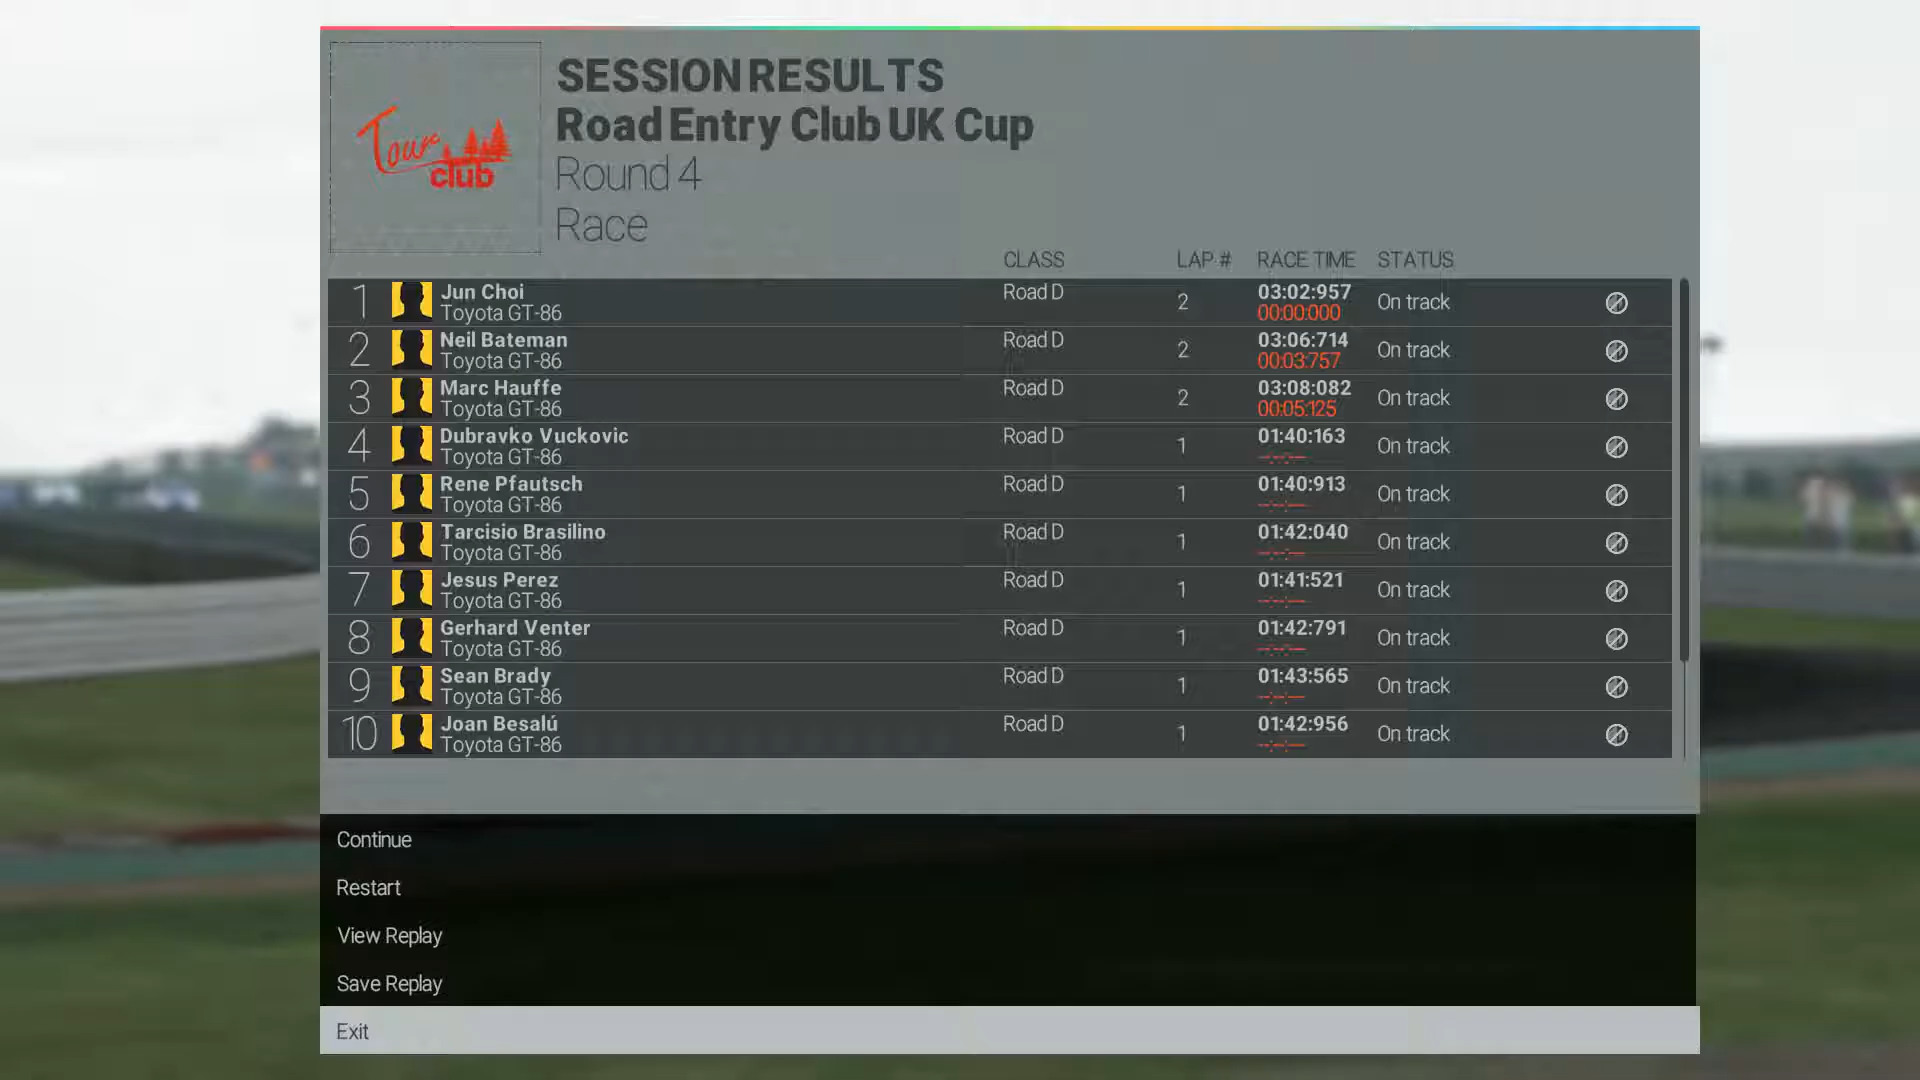 Tour
club
SESSION RESULTS
Road Entry Club UK Cup
Round 4
Race
CLASS LAP # RACE TIME STATUS
1 Jun Choi Road D 2 03:02:957 On track
Toyota GT-86 00:00:000
2 Neil Bateman Road D 2 03:06:714 On track
Toyota GT-86 00:03:757
3 Marc Hauffe Road D 2 03:08:082 On track
Toyota GT-86 00:05:125
4 Dubravko Vuckovic Road D 1 01:40:163 On track
Toyota GT-86 --:--:---
5 Rene Pfautsch Road D 1 01:40:913 On track
Toyota GT-86 --:--:---
6 Tarcisio Brasilino Road D 1 01:42:040 On track
Toyota GT-86 --:--:---
7 Jesus Perez Road D 1 01:41:521 On track
Toyota GT-86 --:--:---
8 Gerhard Venter Road D 1 01:42:791 On track
Toyota GT-86 --:--:---
9 Sean Brady Road D 1 01:43:565 On track
Toyota GT-86 --:--:---
10 Joan Besalú Road D 1 01:42:956 On track
Toyota GT-86 --:--:---
Continue
Restart
View Replay
Save Replay
Exit